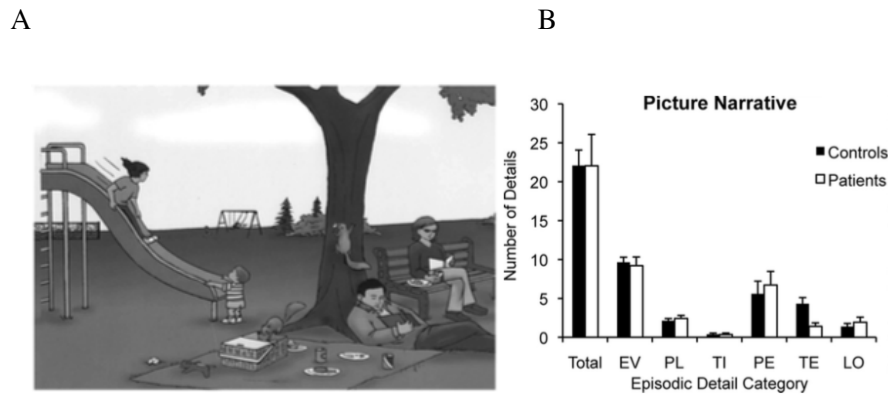 A
B
Picture Narrative
30
25
20
15
10
5
0
Number of Details
Controls
Patients
Total EV PL TI PE TE LO
Episodic Detail Category